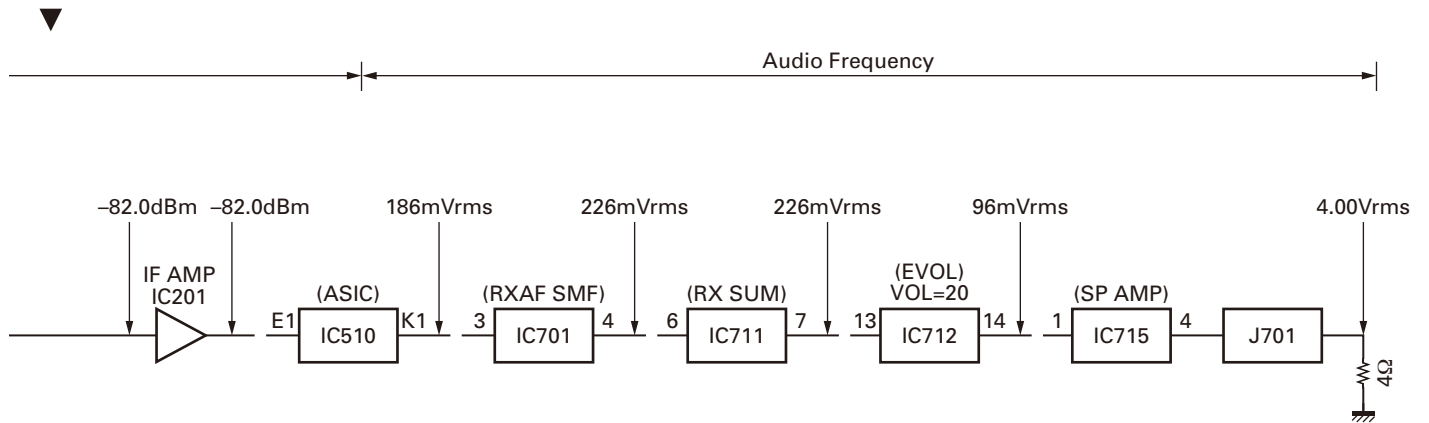 Audio Frequency
–82.0dBm –82.0dBm 186mVrms 226mVrms 226mVrms 96mVrms 4.00Vrms
IF AMP
IC201
(ASIC)
(RXAF SMF)
(RX SUM)
(EVOL)
VOL=20
(SP AMP)
E1 IC510 K1 3 IC701 4 6 IC711 7 13 IC712 14 1 IC715 4 J701
4Ω